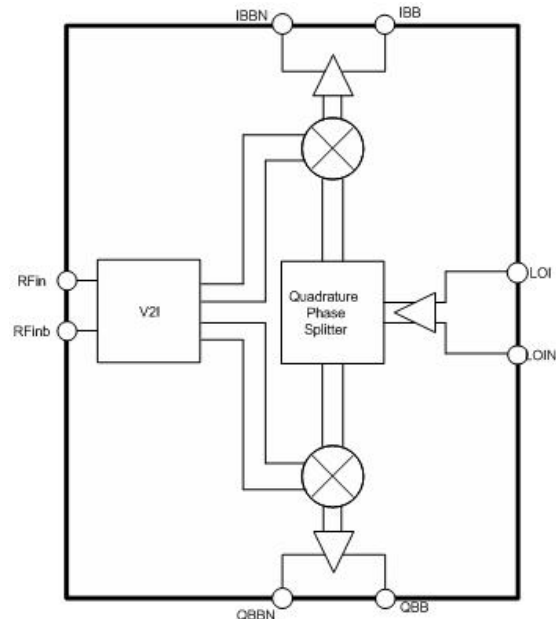 IBBN
IBB
RFin
V2I
RFinb
Quadrature
Phase
Splitter
LOI
LOIN
QBBN
QBB